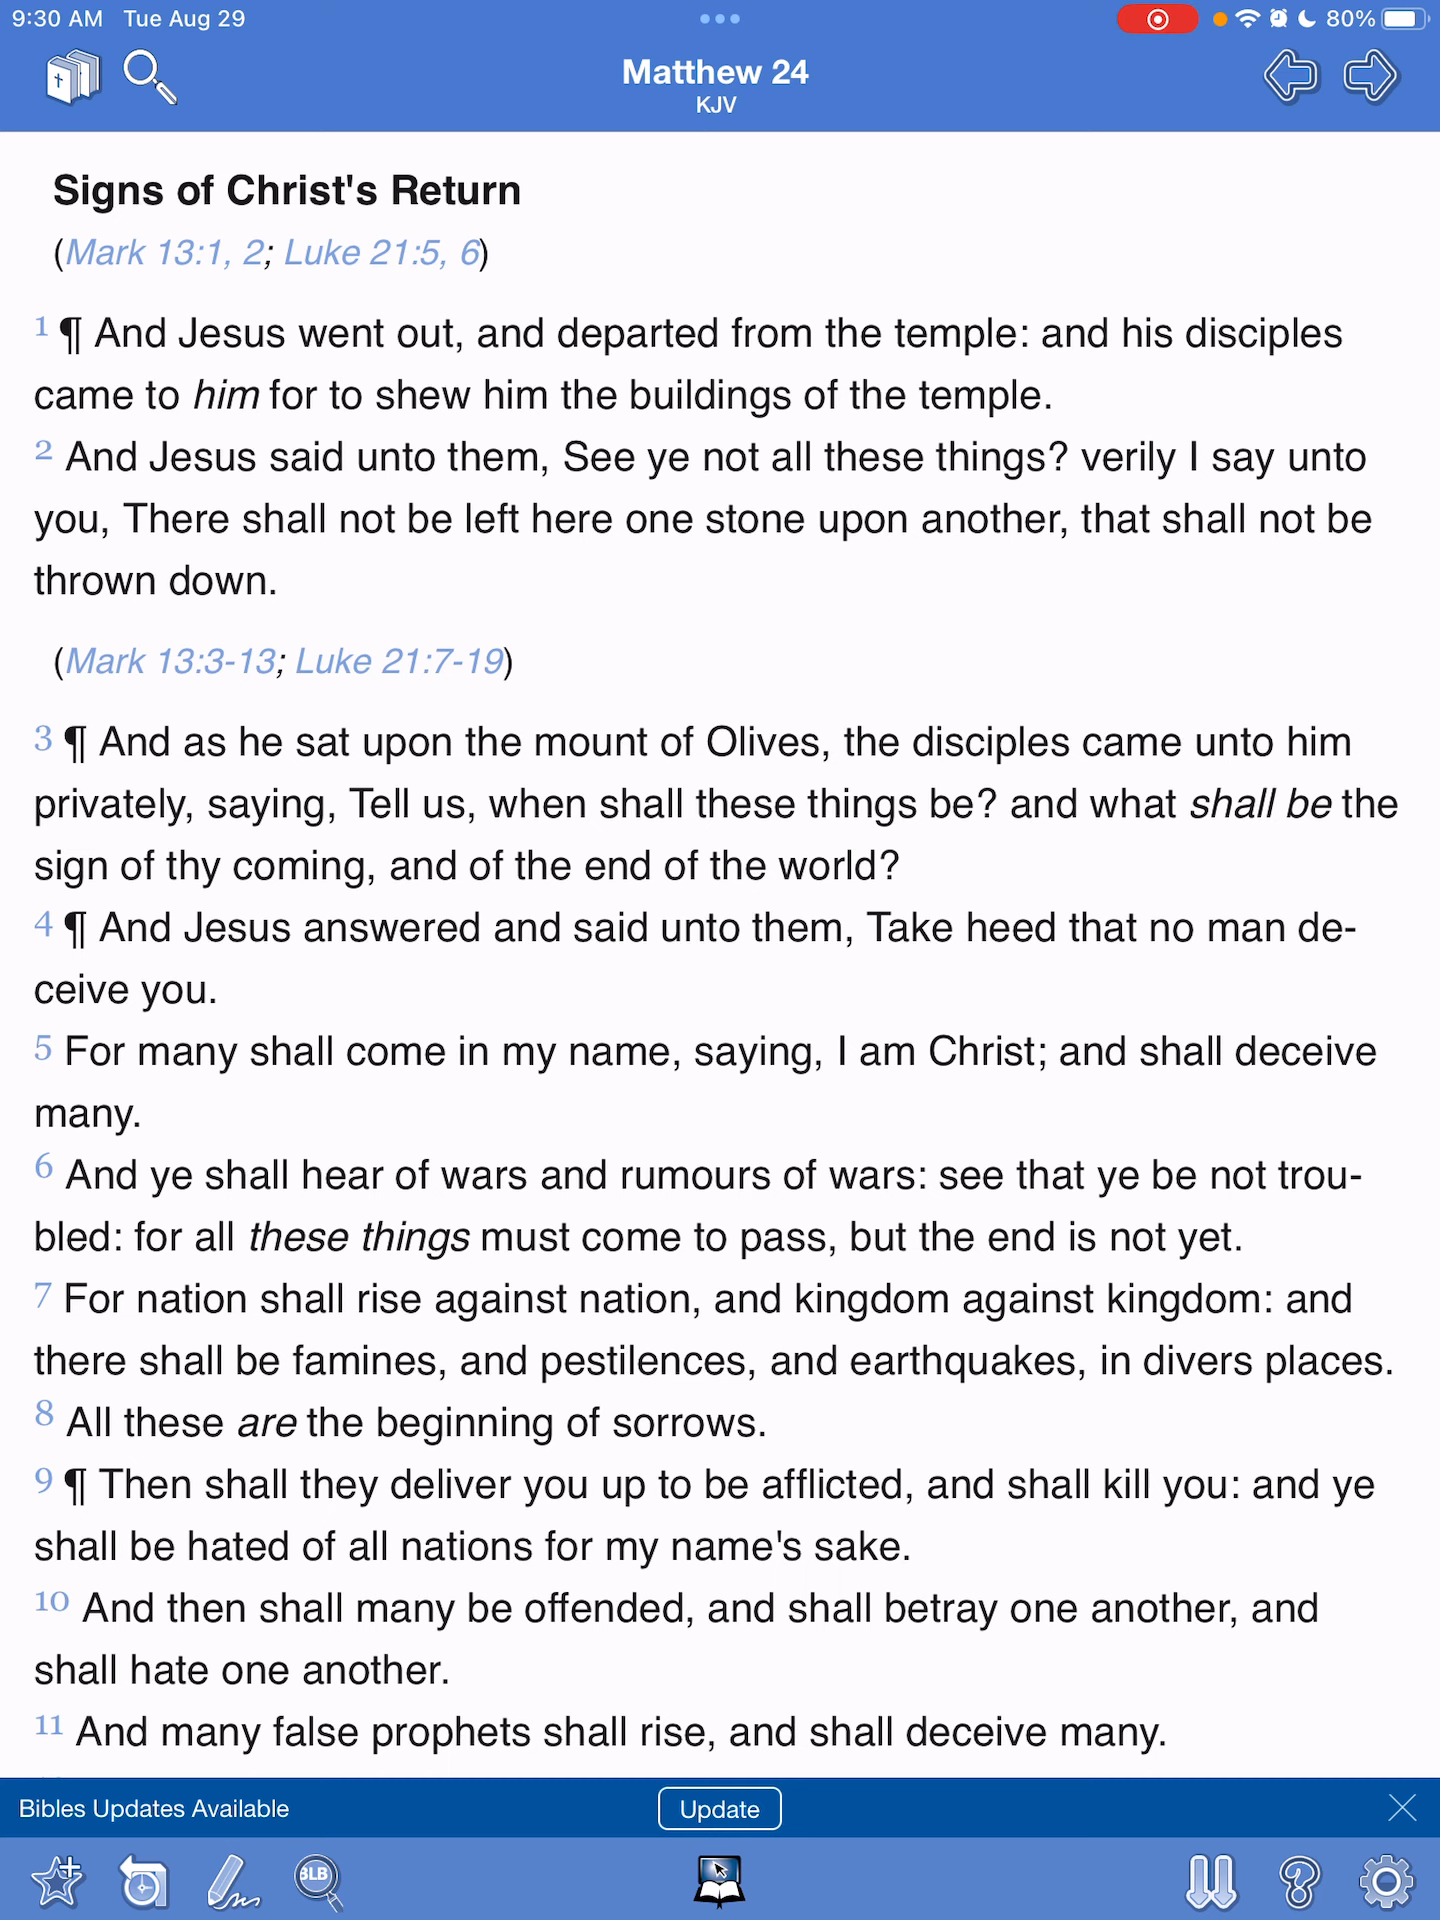 9:30 AM Tue Aug 29
80%
Matthew 24
KJV
Signs of Christ's Return
(Mark 13:1, 2; Luke 21:5, 6)
1 ¶ And Jesus went out, and departed from the temple: and his disciples
came to him for to shew him the buildings of the temple.
2 And Jesus said unto them, See ye not all these things? verily I say unto
you, There shall not be left here one stone upon another, that shall not be
thrown down.
(Mark 13:3-13; Luke 21:7-19)
3 ¶ And as he sat upon the mount of Olives, the disciples came unto him
privately, saying, Tell us, when shall these things be? and what shall be the
sign of thy coming, and of the end of the world?
4 ¶ And Jesus answered and said unto them, Take heed that no man de-
ceive you.
5 For many shall come in my name, saying, I am Christ; and shall deceive
many.
6 And ye shall hear of wars and rumours of wars: see that ye be not trou-
bled: for all these things must come to pass, but the end is not yet.
7 For nation shall rise against nation, and kingdom against kingdom: and
there shall be famines, and pestilences, and earthquakes, in divers places.
8 All these are the beginning of sorrows.
9 ¶ Then shall they deliver you up to be afflicted, and shall kill you: and ye
shall be hated of all nations for my name's sake.
10 And then shall many be offended, and shall betray one another, and
shall hate one another.
11 And many false prophets shall rise, and shall deceive many.
Bibles Updates Available
Update
BLB